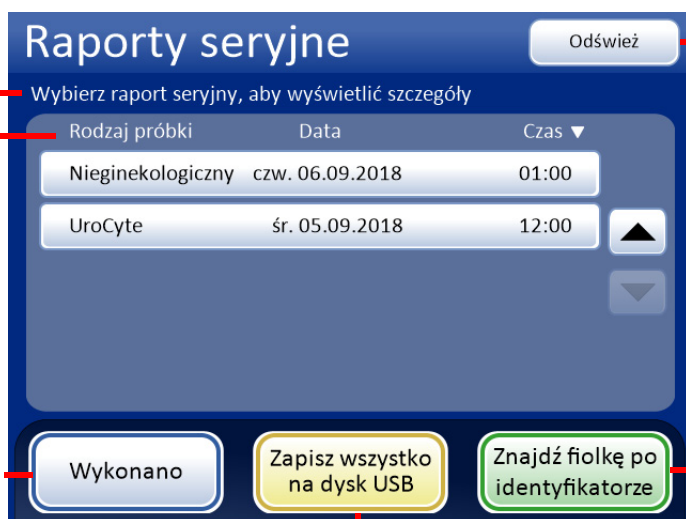 Raporty seryjne
Odśwież
Wybierz raport seryjny, aby wyświetlić szczegóły
Rodzaj próbki Data Czas ▼
Nieginekologiczny czw. 06.09.2018 01:00
UroCyte śr. 05.09.2018 12:00
Wykonano
Zapisz wszystko
na dysk USB
Znajdź fiolkę po
identyfikatorze